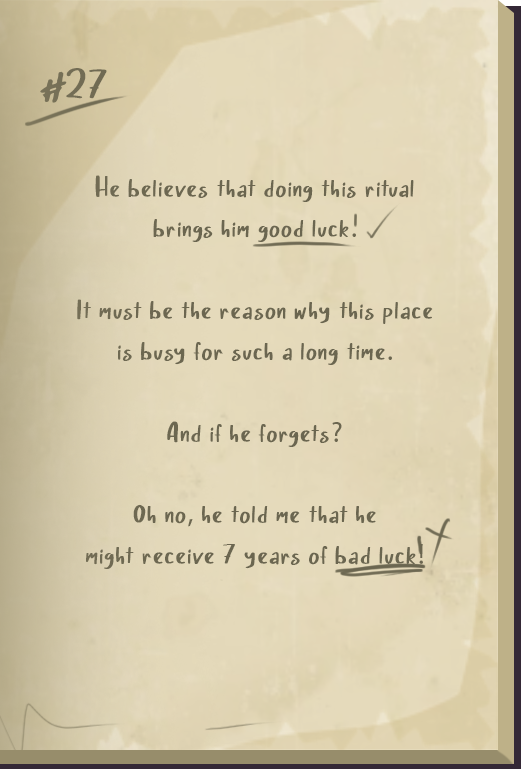 #27
He believes that doing this ritual
brings him good luck!
It must be the reason why this place
is busy for such a long time.
And if he forgets?
Oh no, he told me that he
might receive 7 years of bad luck!